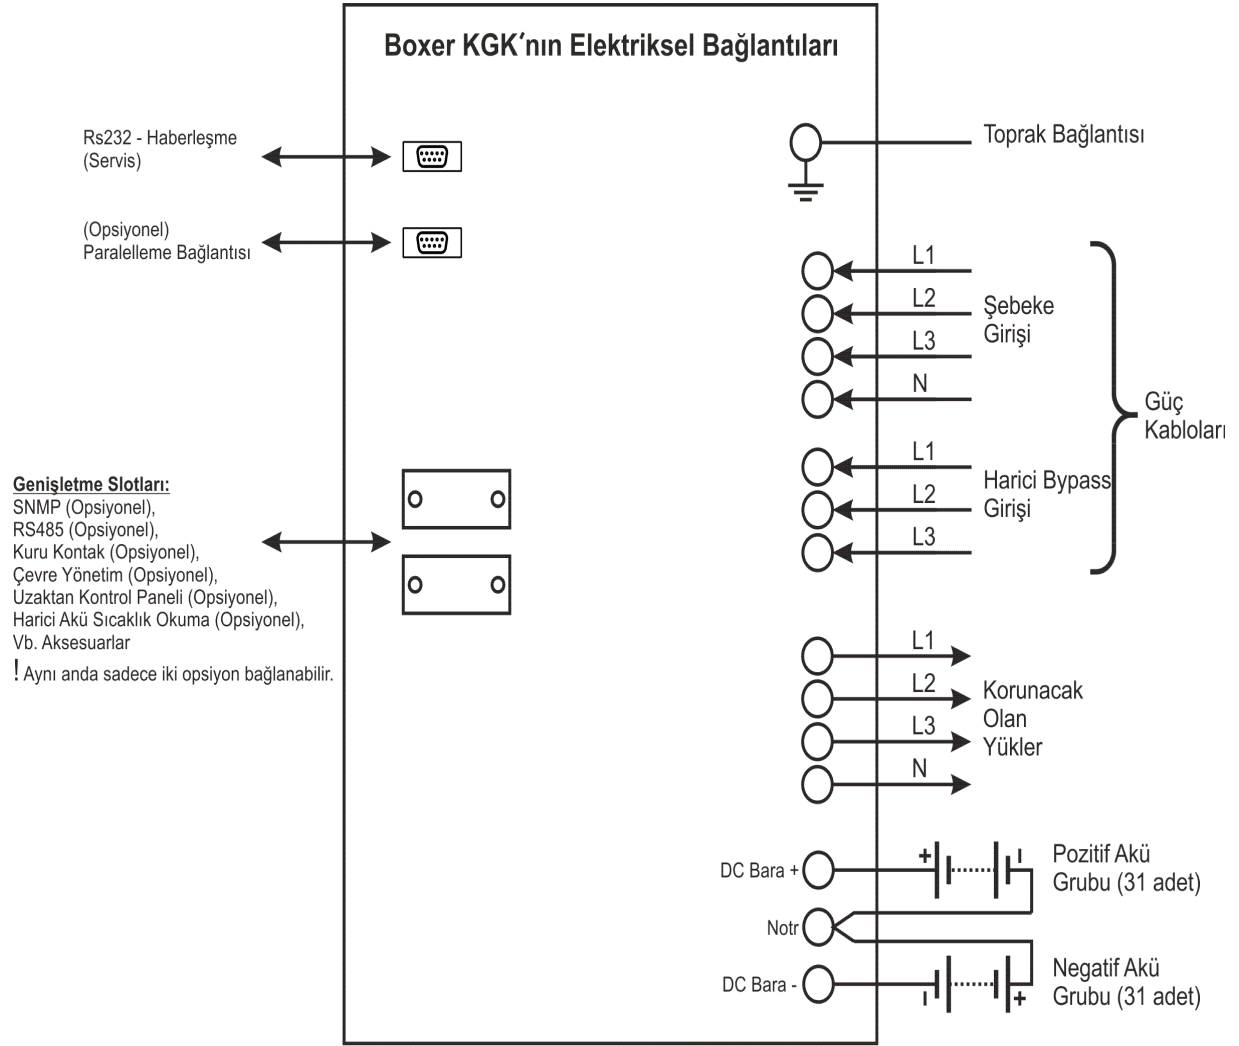 Boxer KGK’nın Elektriksel Bağlantıları
Rs232 - Haberleşme
(Servis)
(Opsiyonel)
Paralelleme Bağlantısı
Genişletme Slotları:
SNMP (Opsiyonel),
RS485 (Opsiyonel),
Kuru Kontak (Opsiyonel),
Çevre Yönetim (Opsiyonel),
Uzaktan Kontrol Paneli (Opsiyonel),
Harici Akü Sıcaklık Okuma (Opsiyonel),
Vb. Aksesuarlar
! Aynı anda sadece iki opsiyon bağlanabilir.
Toprak Bağlantısı
L1
L2
L3
N
Şebeke
Girişi
L1
L2
L3
Harici Bypass
Girişi
Güç
Kabloları
L1
L2
L3
N
Korunacak
Olan
Yükler
DC Bara +
+
-
Pozitif Akü
Grubu (31 adet)
Notr
DC Bara -
-
+
Negatif Akü
Grubu (31 adet)